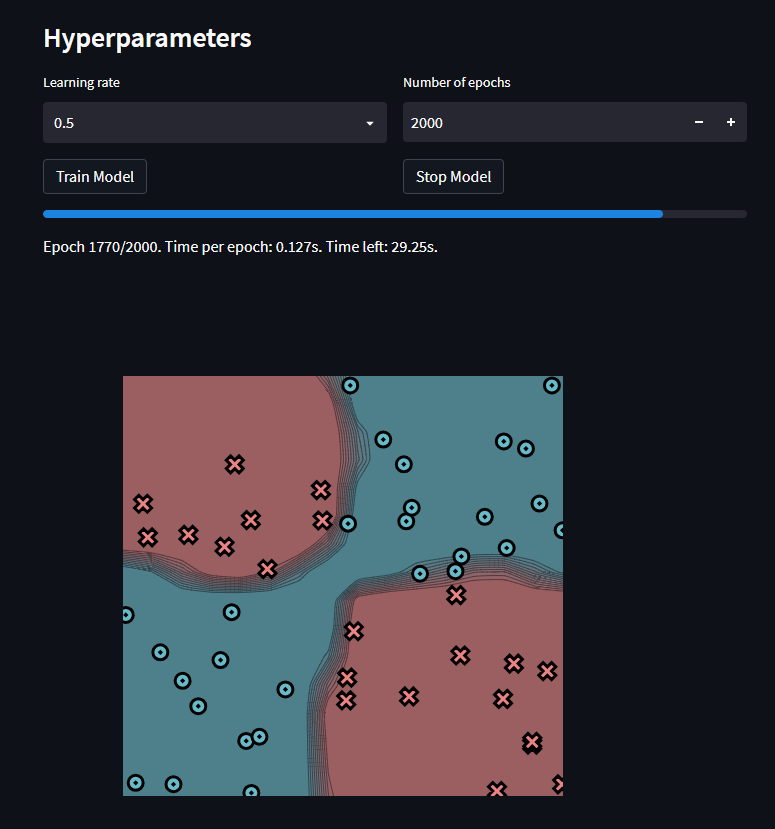 Hyperparameters
Learning rate
Number of epochs
0.5
2000
Train Model
Stop Model
Epoch 1770/2000. Time per epoch: 0.127s. Time left: 29.25s.